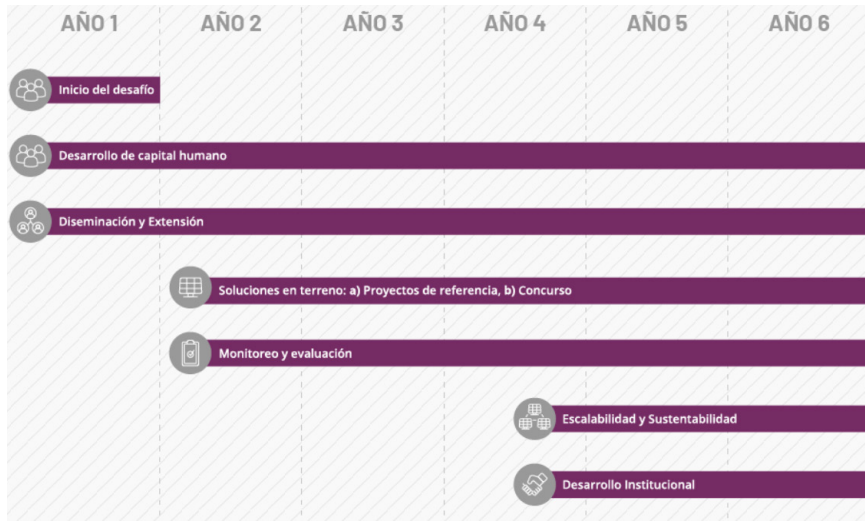 AÑO 1 AÑO 2 AÑO 3 AÑO 4 AÑO 5 AÑO 6
Inicio del desafío
Desarrollo de capital humano
Diseminación y Extensión
Soluciones en terreno: a) Proyectos de referencia, b) Concurso
Monitoreo y evaluación
Escalabilidad y Sustentabilidad
Desarrollo Institucional